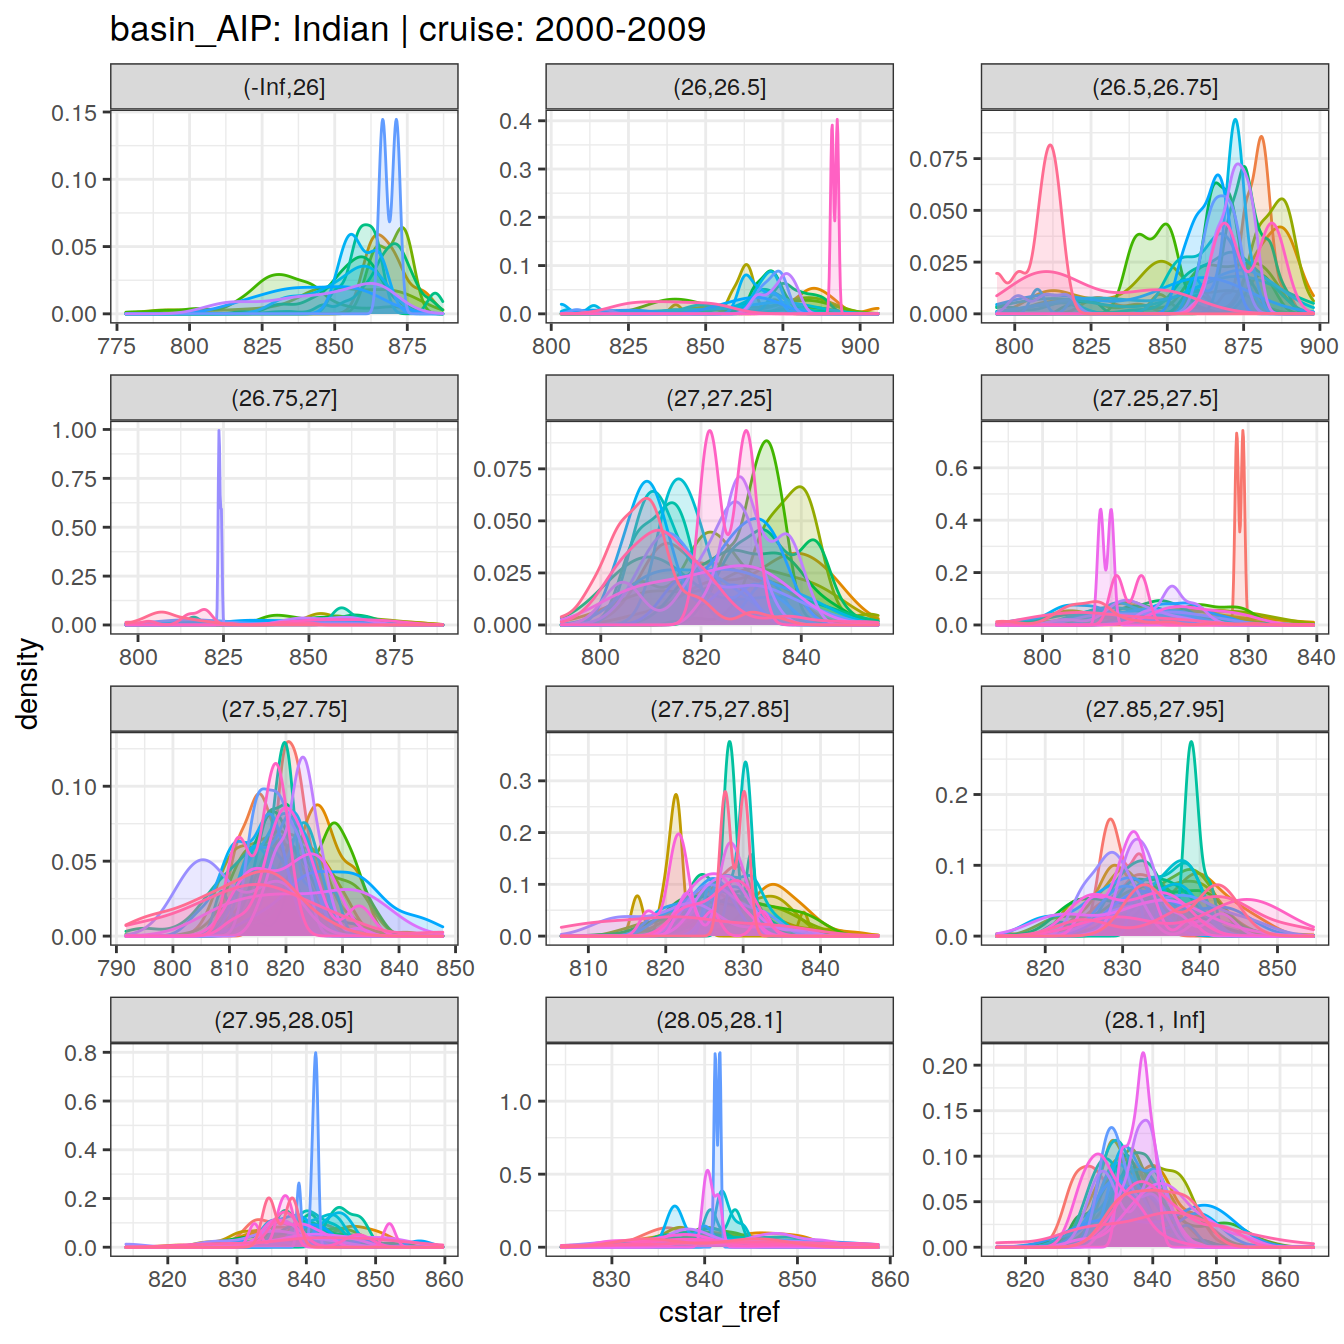 basin_AIP: Indian | cruise: 2000-2009
(-Inf,26] (26,26.5] (26.5,26.75]
0.15 0.10 0.05 0.00
775 800 825 850 875
0.4 0.3 0.2 0.1 0.0
800 825 850 875 900
0.075 0.050 0.025 0.000
800 825 850 875 900
(26.75,27] (27,27.25] (27.25,27.5]
1.00 0.75 0.50 0.25 0.00
800 825 850 875
0.075 0.050 0.025 0.000
800 820 840
0.6 0.4 0.2 0.0
800 810 820 830 840
density
(27.5,27.75] (27.75,27.85] (27.85,27.95]
0.10 0.05 0.00
790 800 810 820 830 840 850
0.3 0.2 0.1 0.0
810 820 830 840
0.2 0.1 0.0
820 830 840 850
(27.95,28.05] (28.05,28.1] (28.1, Inf]
0.8 0.6 0.4 0.2 0.0
820 830 840 850 860
1.0 0.5 0.0
830 840 850 860
0.20 0.15 0.10 0.05 0.00
820 830 840 850 860
cstar_tref